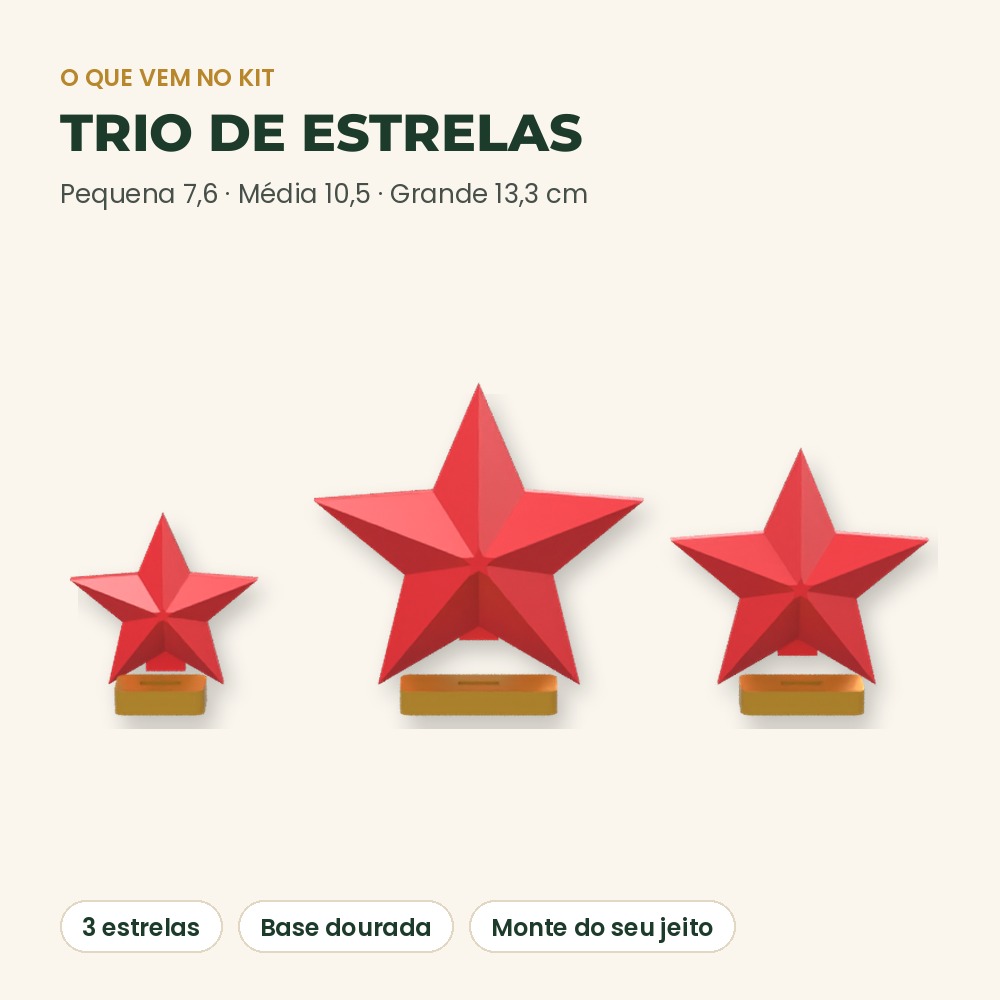 O QUE VEM NO KIT
TRIO DE ESTRELAS
Pequena 7,6 · Média 10,5 · Grande 13,3 cm
3 estrelas
Base dourada
Monte do seu jeito